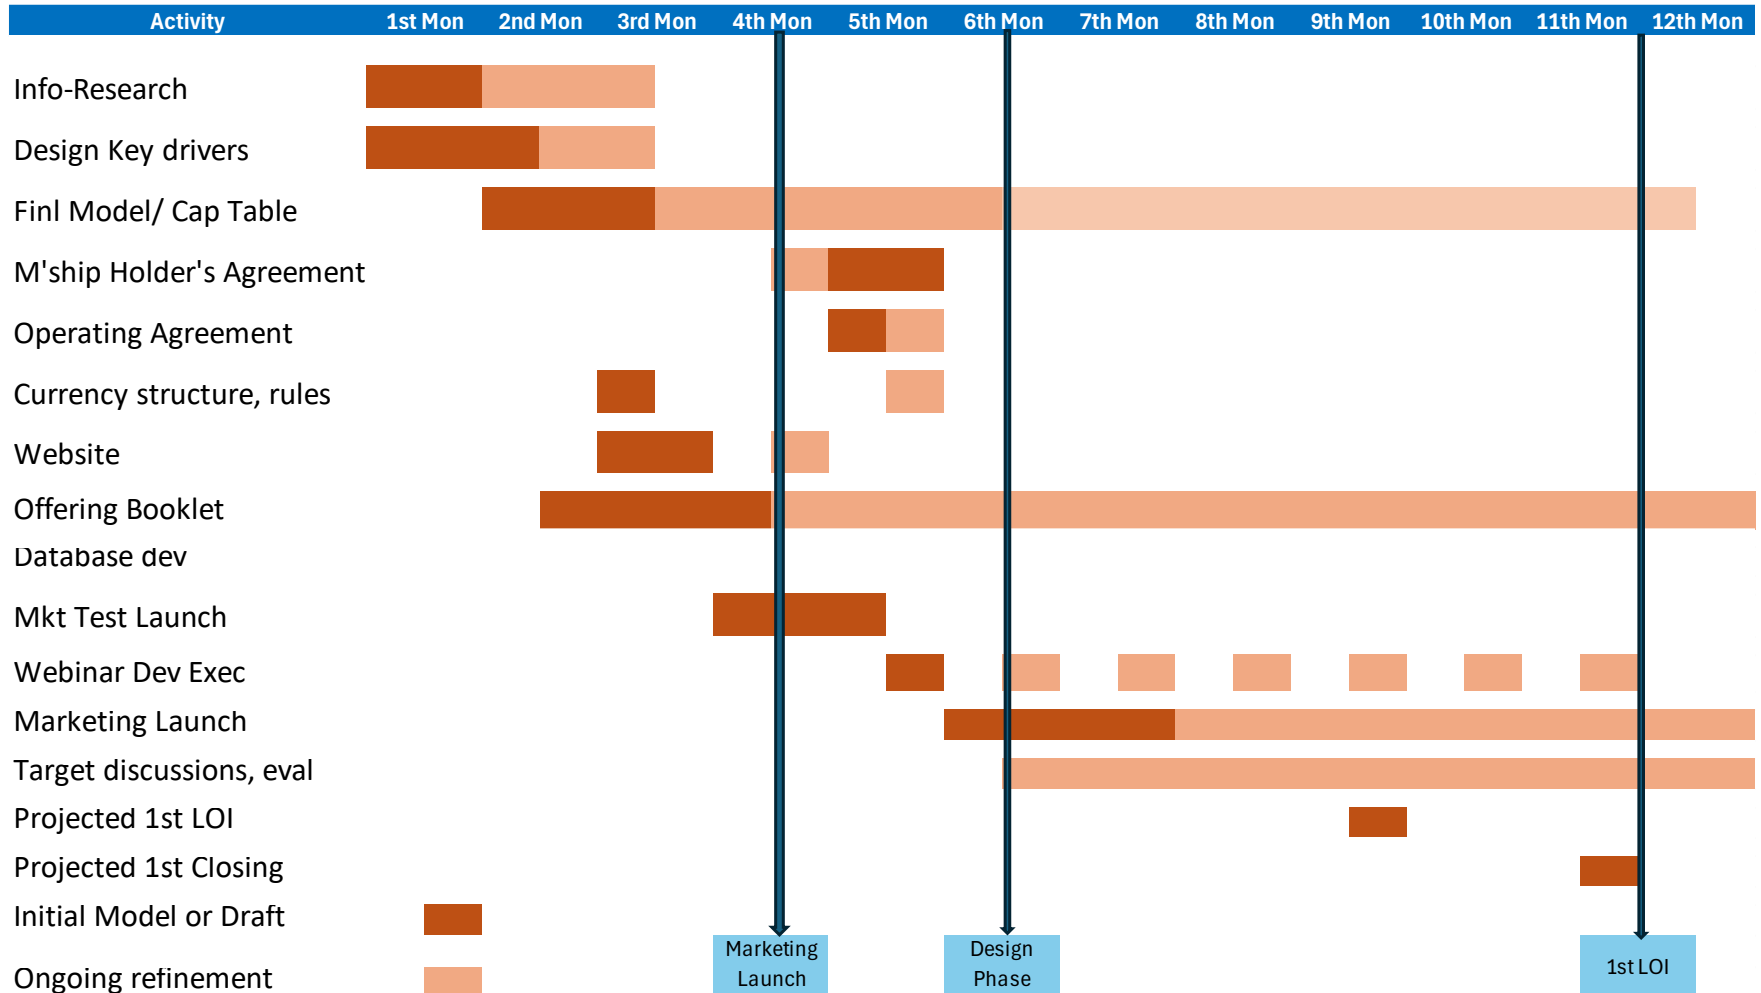 Activity 1st Mon 2nd Mon 3rd Mon 4th Mon 5th Mon 6th Mon 7th Mon 8th Mon 9th Mon 10th Mon 11th Mon 12th Mon
Info-Research
Design Key drivers
Finl Model/ Cap Table
M'ship Holder's Agreement
Operating Agreement
Currency structure, rules
Website
Offering Booklet
Database dev
Mkt Test Launch
Webinar Dev Exec
Marketing Launch
Target discussions, eval
Projected 1st LOI
Projected 1st Closing
Initial Model or Draft
Ongoing refinement
Marketing
Launch
Design
Phase
1st LOI